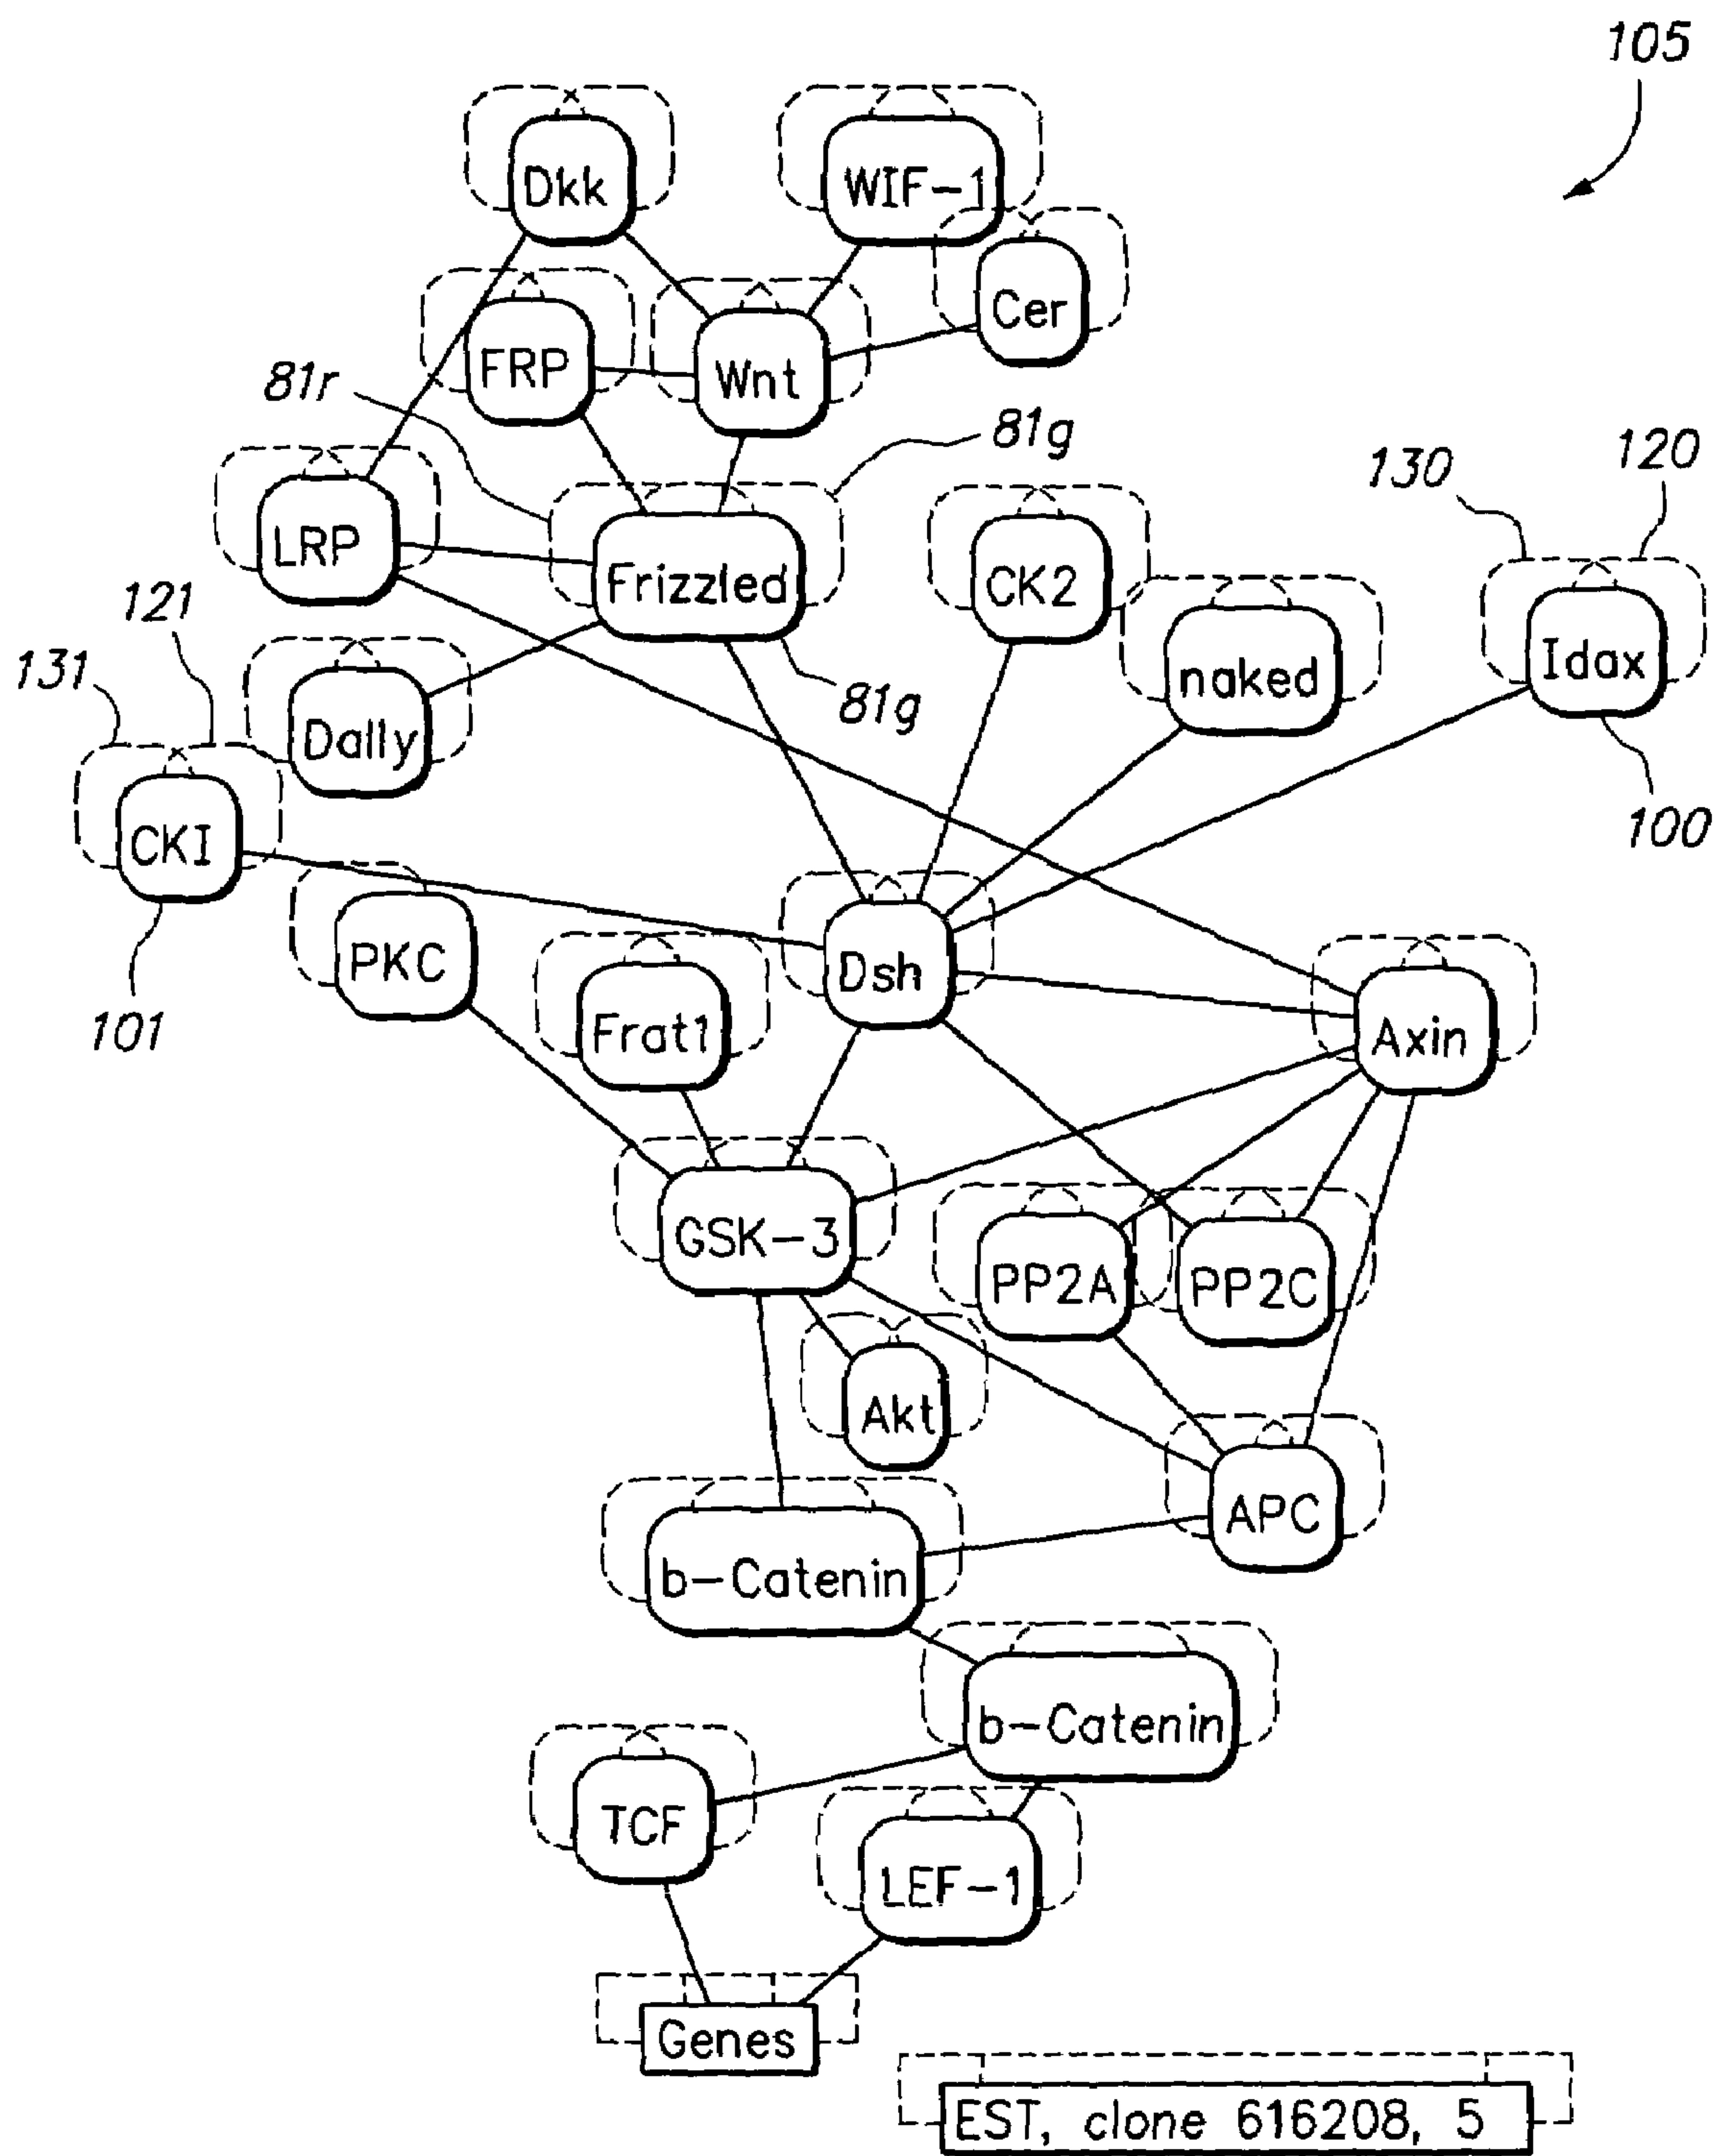 105
Dkk
WIF-1
Cer
FRP
Wnt
81r
81g
130
120
LRP
Frizzled
CK2
121
naked
Idax
131
Dally
81g
CKI
100
PKC
Dsh
Frat1
Axin
101
GSK-3
PP2A
PP2C
Akt
APC
b-Catenin
b-Catenin
TCF
LEF-1
Genes
EST, clone 616208, 5